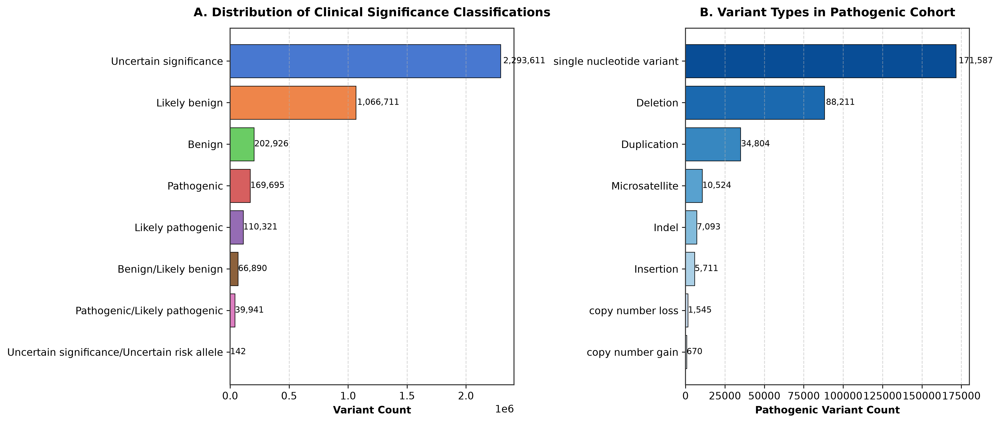 A. Distribution of Clinical Significance Classifications
Uncertain significance
2,293,611
Likely benign
1,066,711
Benign
202,926
Pathogenic
169,695
Likely pathogenic
110,321
Benign/Likely benign
66,890
Pathogenic/Likely pathogenic
39,941
Uncertain significance/Uncertain risk allele
142
0.0 0.5 1.0 1.5 2.0
1e6
Variant Count
B. Variant Types in Pathogenic Cohort
single nucleotide variant
171,587
Deletion
88,211
Duplication
34,804
Microsatellite
10,524
Indel
7,093
Insertion
5,711
copy number loss
1,545
copy number gain
670
0 25000 50000 75000 100000 125000 150000 175000
Pathogenic Variant Count